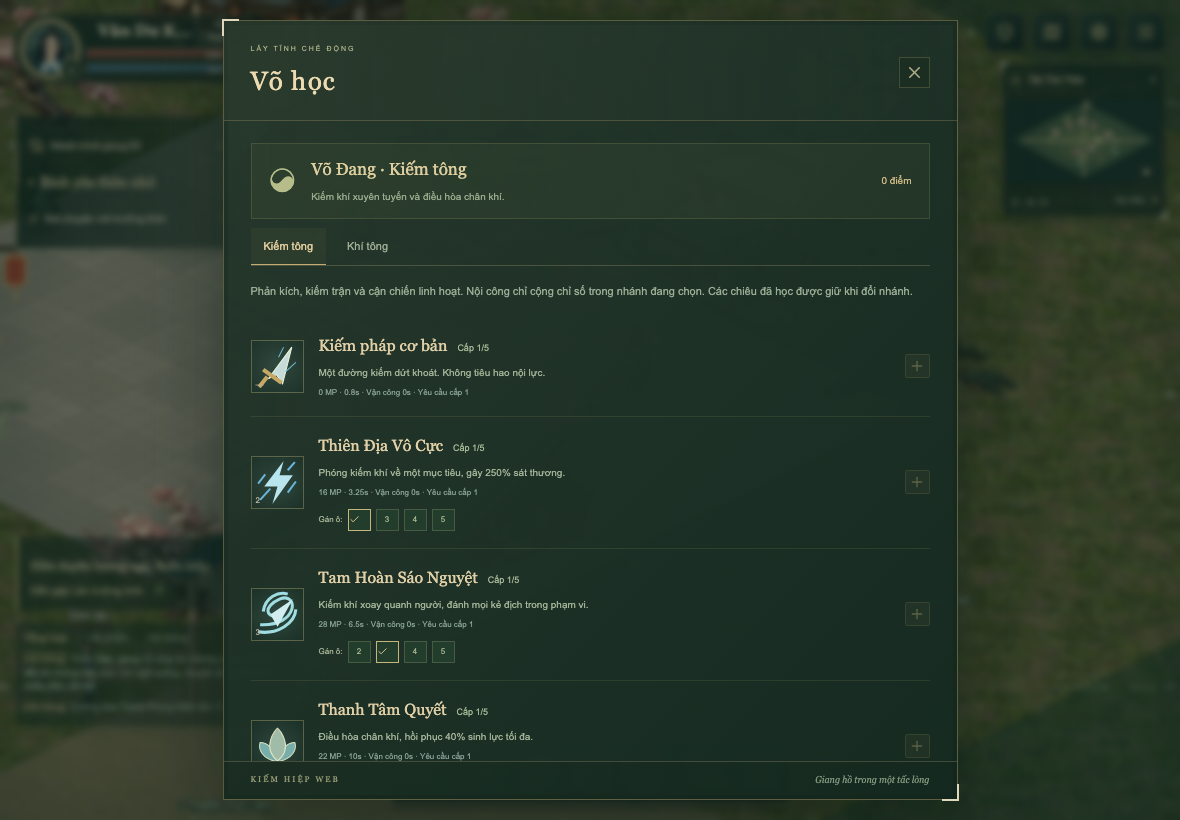 LẤY TĨNH CHẾ ĐỘNG
Võ học
Võ Đang · Kiếm tông
Kiếm khí xuyên tuyến và điều hòa chân khí.
0 điểm
Kiếm tông
Khí tông
Phản kích, kiếm trận và cận chiến linh hoạt. Nội công chỉ cộng chỉ số trong nhánh đang chọn. Các chiêu đã học được giữ khi đổi nhánh.
Kiếm pháp cơ bản Cấp 1/5
Một đường kiếm dứt khoát. Không tiêu hao nội lực.
0 MP · 0.8s · Vận công 0s · Yêu cầu cấp 1
Thiên Địa Vô Cực Cấp 1/5
Phóng kiếm khí về một mục tiêu, gây 250% sát thương.
16 MP · 3.25s · Vận công 0s · Yêu cầu cấp 1
2
Gán ô: 3 4 5
Tam Hoàn Sáo Nguyệt Cấp 1/5
Kiếm khí xoay quanh người, đánh mọi kẻ địch trong phạm vi.
28 MP · 6.5s · Vận công 0s · Yêu cầu cấp 1
3
Gán ô: 2 4 5
Thanh Tâm Quyết Cấp 1/5
Điều hòa chân khí, hồi phục 40% sinh lực tối đa.
22 MP · 10s · Vận công 0s · Yêu cầu cấp 1
KIẾM HIỆP WEB
Giang hồ trong một tấc lòng